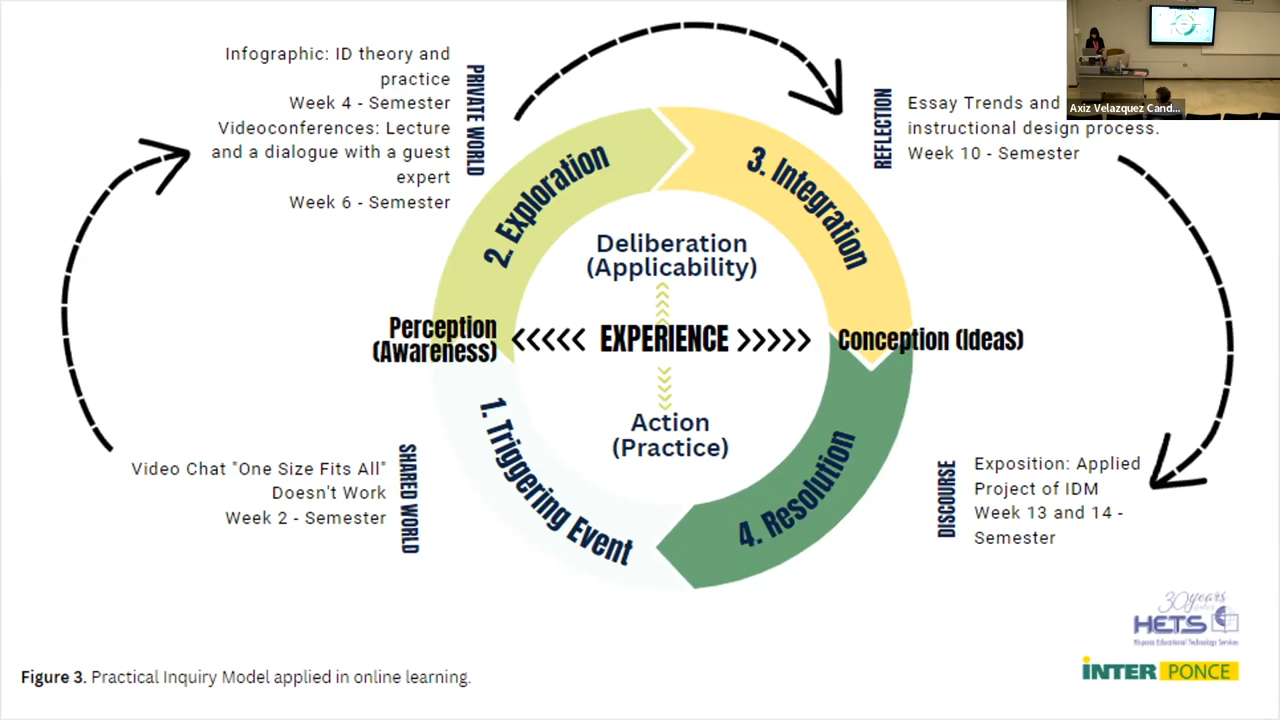 Infographic: ID theory and
practice
Week 4 - Semester
Videoconferences: Lecture
and a dialogue with a guest
expert
Week 6 - Semester
PRIVATE WORLD
REFLECTION
Essay Trends and
instructional design process.
Week 10 - Semester
Axiz Velazquez Cand...
2. Exploration
3. Integration
Deliberation
(Applicability)
Perception
(Awareness)
EXPERIENCE
Conception (Ideas)
Action
(Practice)
1. Triggering Event
4. Resolution
Video Chat "One Size Fits All"
Doesn't Work
Week 2 - Semester
SHARED WORLD
DISCOURSE
Exposition: Applied
Project of IDM
Week 13 and 14 -
Semester
30 years
HETS
Hispanic Educational Technology Services
INTER PONCE
Figure 3. Practical Inquiry Model applied in online learning.